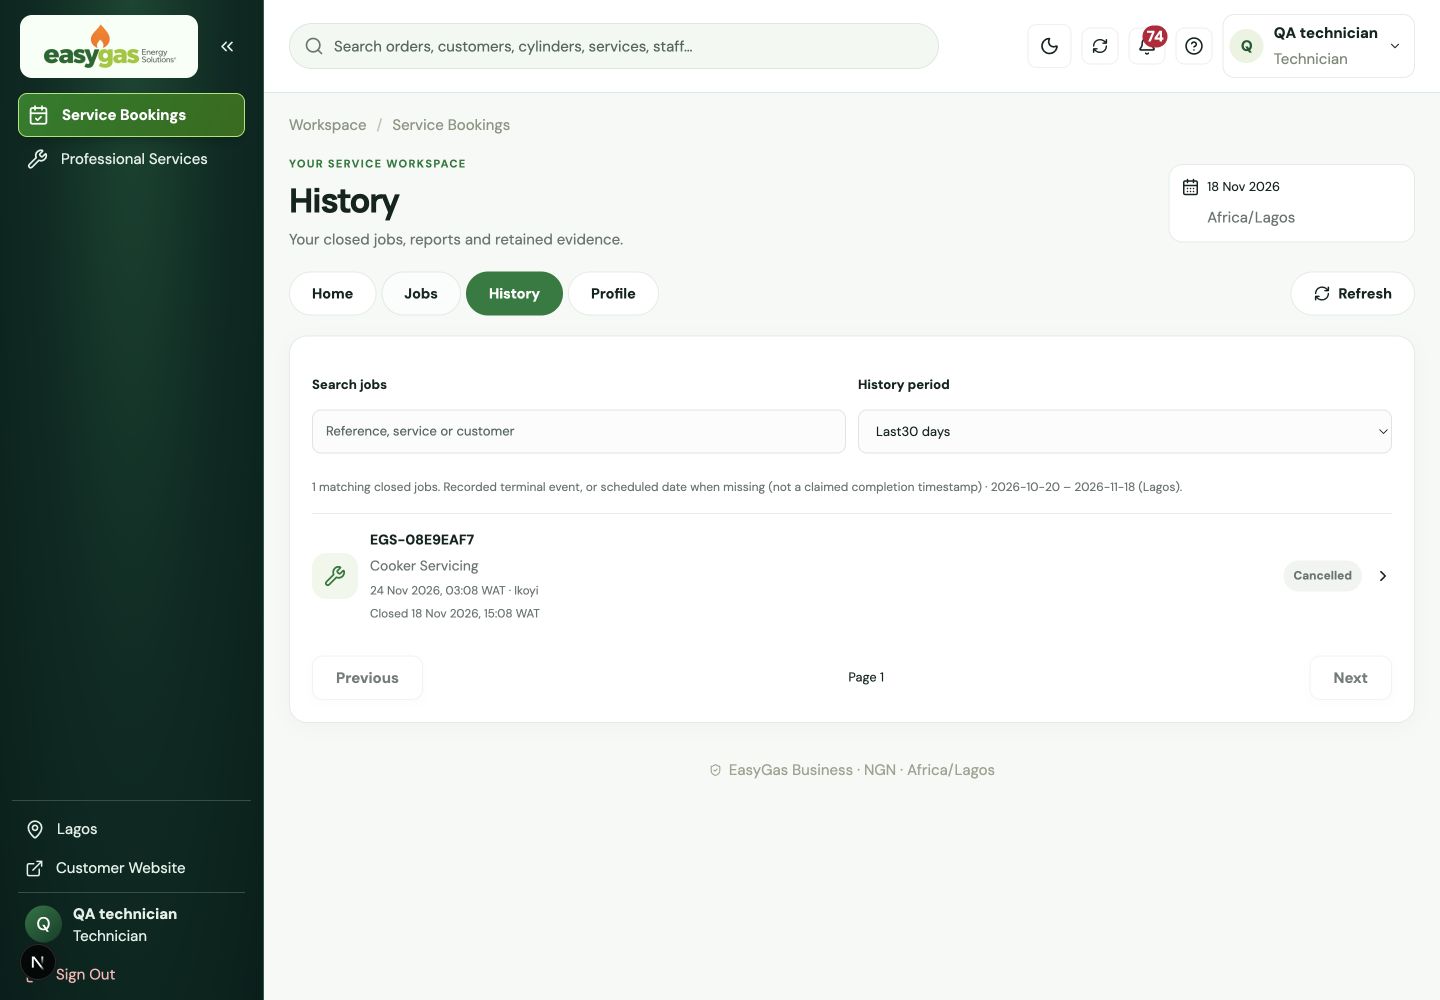 easygas Energy Solutions
Service Bookings
Professional Services
Lagos
Customer Website
Q
QA technician
Technician
N
Sign Out
Search orders, customers, cylinders, services, staff...
74
Q
QA technician
Technician
Workspace / Service Bookings
YOUR SERVICE WORKSPACE
History
Your closed jobs, reports and retained evidence.
18 Nov 2026
Africa/Lagos
Home
Jobs
History
Profile
Refresh
Search jobs
History period
Reference, service or customer
Last30 days
1 matching closed jobs. Recorded terminal event, or scheduled date when missing (not a claimed completion timestamp) · 2026-10-20 – 2026-11-18 (Lagos).
EGS-08E9EAF7
Cooker Servicing
24 Nov 2026, 03:08 WAT · Ikoyi
Closed 18 Nov 2026, 15:08 WAT
Cancelled
Previous
Page 1
Next
EasyGas Business · NGN · Africa/Lagos